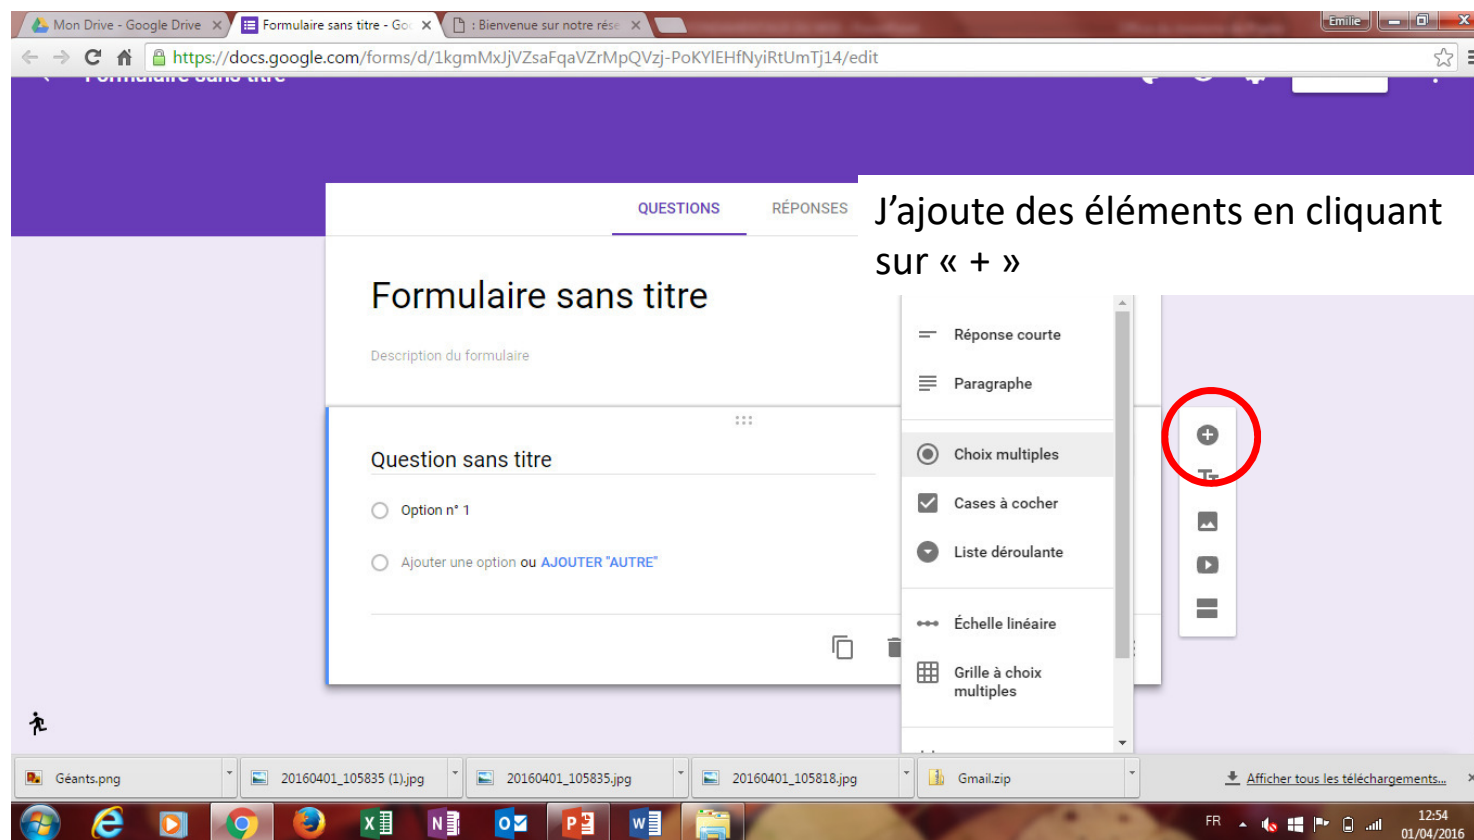 Mon Drive - Google Drive
Formulaire sans titre - Goo
: Bienvenue sur notre rése
Emilie
https://docs.google.com/forms/d/1kgmMxJjVZsaFqaVZrMpQVzj-PoKYlEHfNyiRtUmTj14/edit
Formulaire sans titre
QUESTIONS RÉPONSES
J’ajoute des éléments en cliquant
sur « + »
Formulaire sans titre
Description du formulaire
Réponse courte
Paragraphe
Question sans titre
Choix multiples
Option n° 1
Cases à cocher
Ajouter une option ou AJOUTER "AUTRE"
Liste déroulante
Échelle linéaire
Grille à choix
multiples
Géants.png
20160401_105835 (1).jpg
20160401_105835.jpg
20160401_105818.jpg
Gmail.zip
Afficher tous les téléchargements...
FR
12:54
01/04/2016